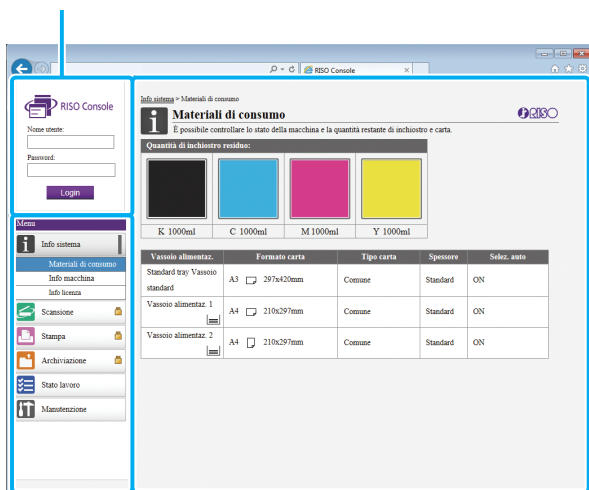 RISO Console
RISO Console
Nome utente:
Password:
Login
Menu
Info sistema
Materiali di consumo
Info macchina
Info licenza
Scansione
Stampa
Archiviazione
Stato lavoro
Manutenzione
Info sistema > Materiali di consumo
Materiali di consumo
RISO
È possibile controllare lo stato della macchina e la quantità restante di inchiostro e carta.
Quantità di inchiostro residuo:
K 1000ml C 1000ml M 1000ml Y 1000ml
Vassoio alimentaz. Formato carta Tipo carta Spessore Selez. auto
Standard tray Vassoio
standard
A3 297x420mm Comune Standard ON
Vassoio alimentaz. 1
A4 210x297mm Comune Standard ON
Vassoio alimentaz. 2
A4 210x297mm Comune Standard ON